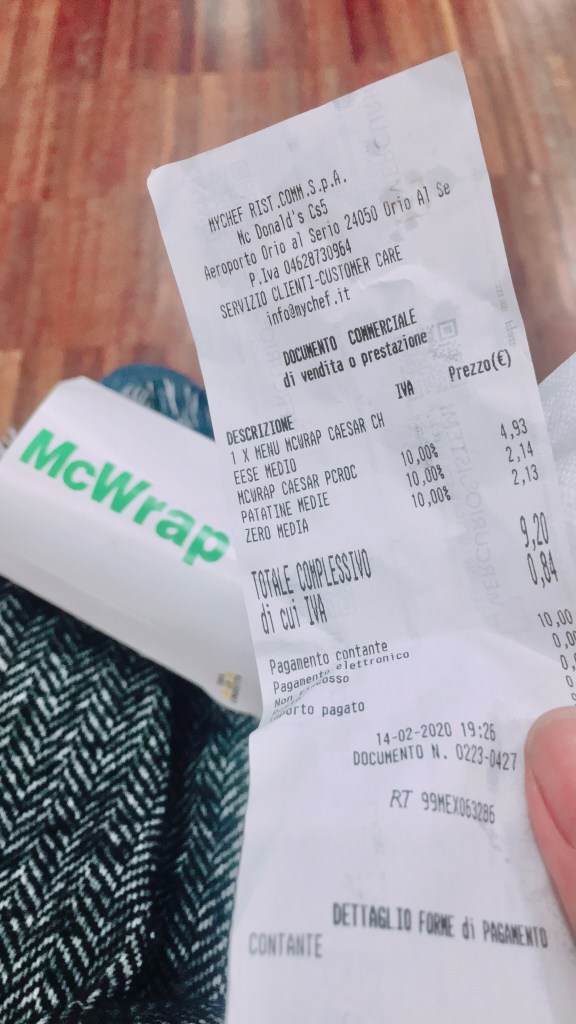 MYCHEF RIST.COMM.S.p.A.
Mc Donald's Cs5
Aeroporto Orio al Serio 24050 Orio Al Se
P.Iva 04628730964
SERVIZIO CLIENTI-CUSTOMER CARE
info@mychef.it
DOCUMENTO COMMERCIALE
di vendita o prestazione
DESCRIZIONE IVA Prezzo(€)
1 X MENU MCWRAP CAESAR CH
EESE MEDIO
MCWRAP CAESAR PCROC 10,00% 4,93
PATATINE MEDIE 10,00% 2,14
ZERO MEDIA 10,00% 2,13
TOTALE COMPLESSIVO 9,20
di cui IVA 0,84
Pagamento contante 10,00
Pagamento elettronico
Non
orto pagato
14-02-2020 19:26
DOCUMENTO N. 0223-0427
RT 99MEX063286
DETTAGLIO FORME di PAGAMENTO
CONTANTE
McWrap